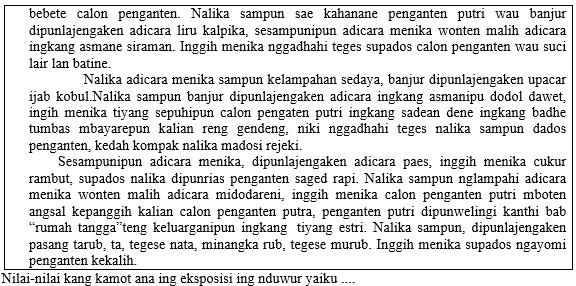 bebete calon penganten. Nalika sampun sae kahanane penganten putri wau banjur
dipunlajengaken adicara liru kalpika, sesampunipun adicara menika wonten malih adicara
ingkang asmane siraman. Inggih menika nggadhahi teges supados calon penganten wau suci
lair lan batine.
Nalika adicara menika sampun kelampahan sedaya, banjur dipunlajengaken upacar
ijab kobul.Nalika sampun banjur dipunlajengaken adicara ingkang asmanipu dodol dawet,
ingih menika tiyang sepuhipun calon pengaten putri ingkang sadean dene ingkang badhe
tumbas mbayarepun kalian reng gendeng, niki nggadhahi teges nalika sampun dados
penganten, kedah kompak nalika madosi rejeki.
Sesampunipun adicara menika, dipunlajengaken adicara paes, inggih menika cukur
rambut, supados nalika dipunrias penganten saged rapi. Nalika sampun nglampahi adicara
menika wonten malih adicara midodareni, inggih menika calon penganten putri mboten
angsal kepanggih kalian calon penganten putra, penganten putri dipunwelingi kanthi bab
“rumah tangga”teng keluarganipun ingkang tiyang estri. Nalika sampun, dipunlajengaken
pasang tarub, ta, tegese nata, minangka rub, tegese murub. Inggih menika supados ngayomi
penganten kekalih.
Nilai-nilai kang kamot ana ing eksposisi ing nduwur yaiku ....